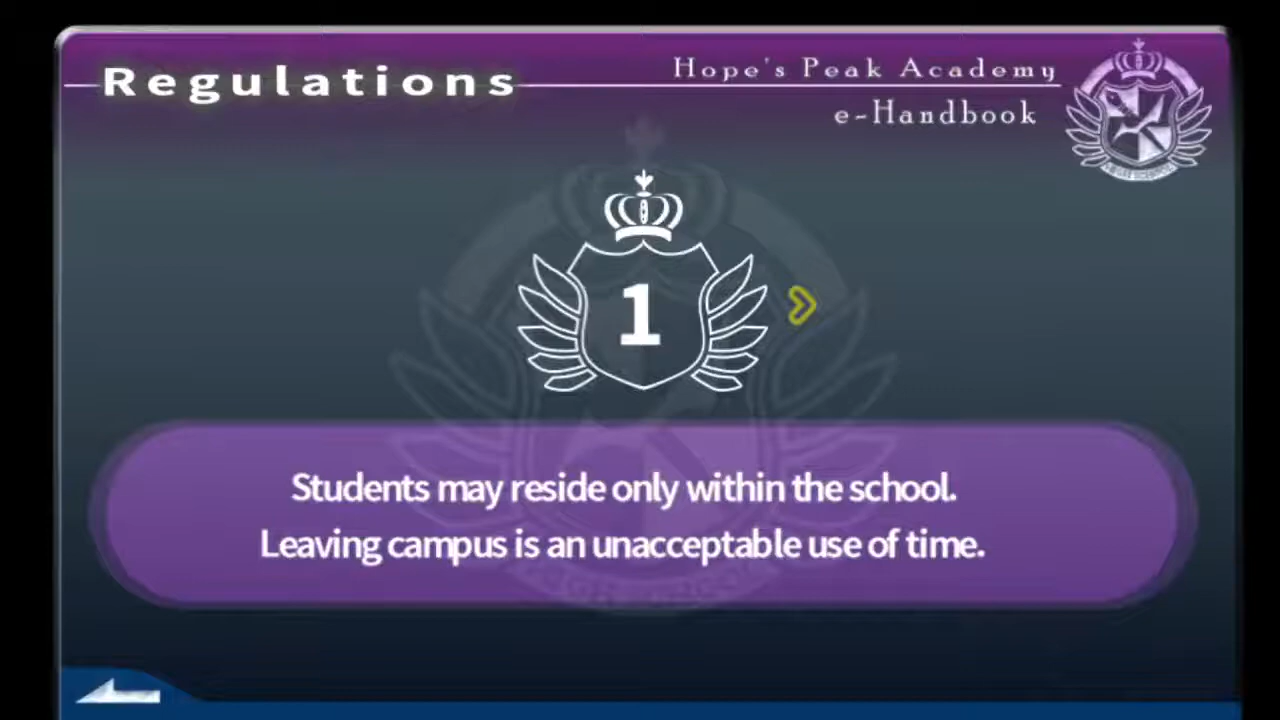 Regulations
Hope's Peak Academy
e-Handbook
1
Students may reside only within the school.
Leaving campus is an unacceptable use of time.